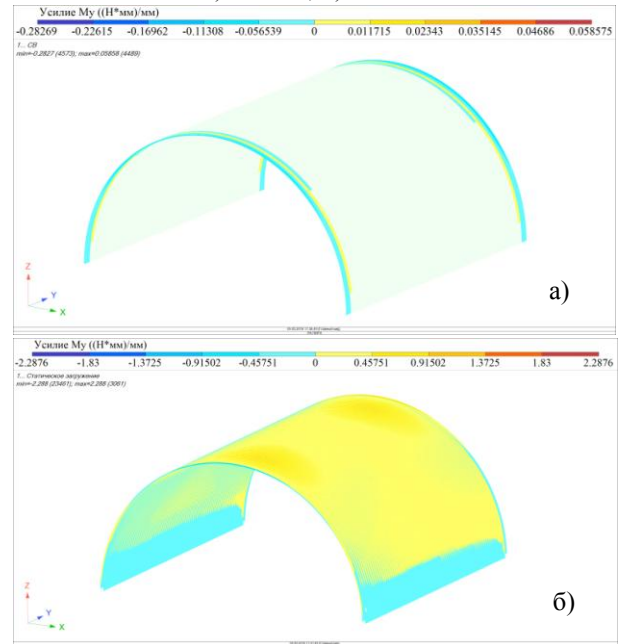 Усилие My ((Н*мм)/мм)
-0.28269 -0.22615 -0.16962 -0.11308 -0.056539 0 0.011715 0.02343 0.035145 0.04686 0.058575
1... СВ
min=-0.2827 (4573); max=0.05858 (4489)
Z
Y
X
а)
Усилие My ((Н*мм)/мм)
-2.2876 -1.83 -1.3725 -0.91502 -0.45751 0 0.45751 0.91502 1.3725 1.83 2.2876
1... Статическое загружение
min=-2.288 (23461); max=2.288 (3061)
Z
Y
X
б)